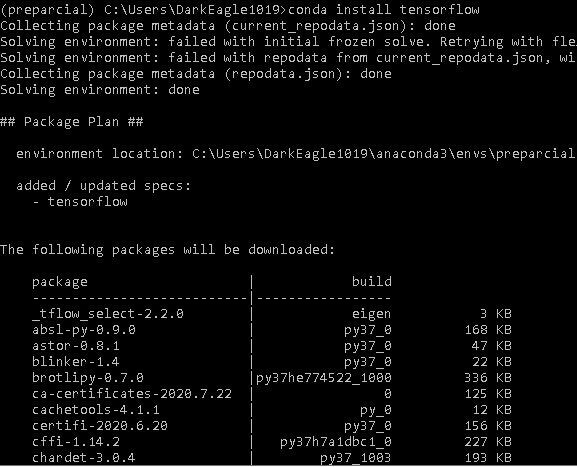 (preparcial) C:\Users\DarkEagle1019>conda install tensorflow
Collecting package metadata (current_repodata.json): done
Solving environment: failed with initial frozen solve. Retrying with fle
Solving environment: failed with repodata from current_repodata.json, wi
Collecting package metadata (repodata.json): done
Solving environment: done
## Package Plan ##
environment location: C:\Users\DarkEagle1019\anaconda3\envs\preparcial
added / updated specs:
- tensorflow
The following packages will be downloaded:
package | build
---------------------------|-----------------
_tflow_select-2.2.0 | eigen 3 KB
absl-py-0.9.0 | py37_0 168 KB
astor-0.8.1 | py37_0 47 KB
blinker-1.4 | py37_0 22 KB
brotlipy-0.7.0 |py37he774522_1000 336 KB
ca-certificates-2020.7.22 | 0 125 KB
cachetools-4.1.1 | py_0 12 KB
certifi-2020.6.20 | py37_0 156 KB
cffi-1.14.2 | py37h7a1dbc1_0 227 KB
chardet-3.0.4 | py37_1003 193 KB